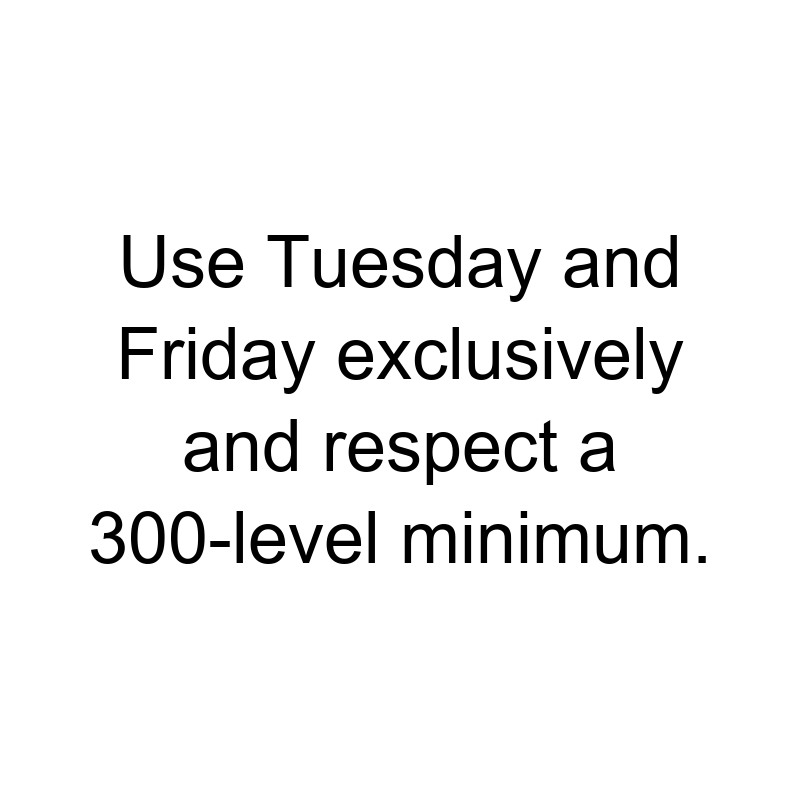 Use Tuesday and
Friday exclusively
and respect a
300-level minimum.